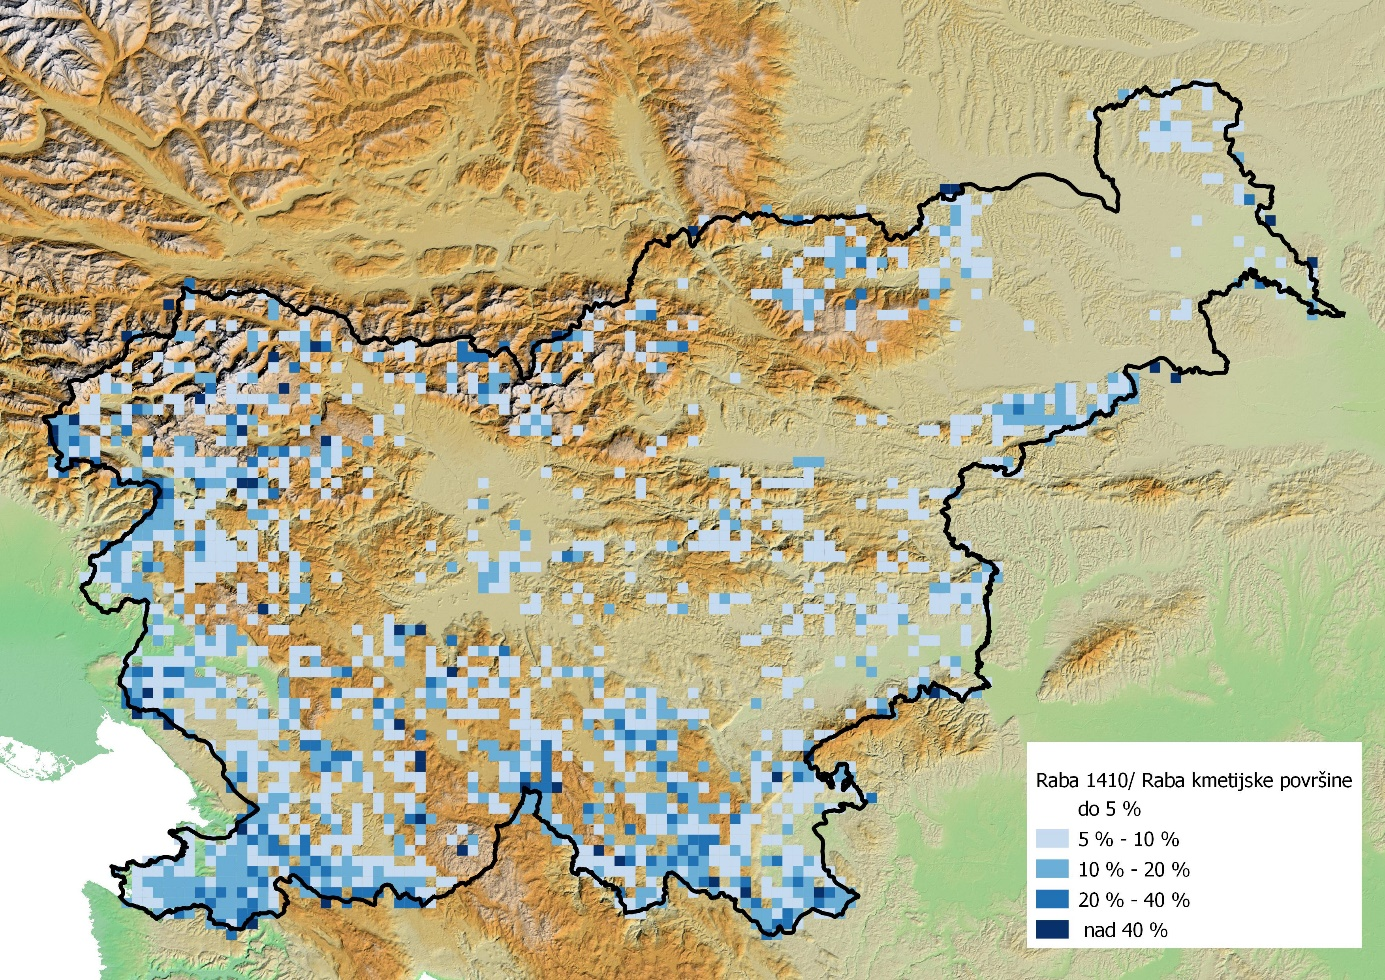 Raba 1410/ Raba kmetijske površine
do 5 %
5 % - 10 %
10 % - 20 %
20 % - 40 %
nad 40 %